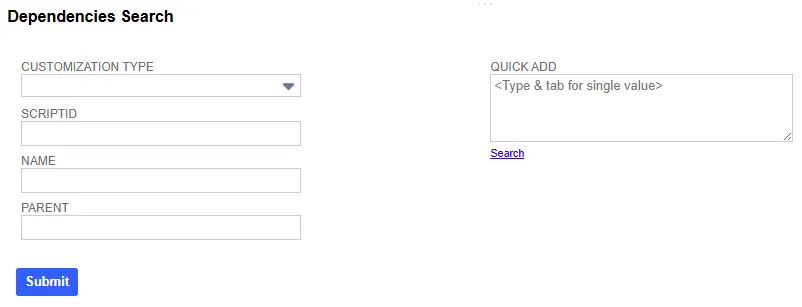 Dependencies Search
CUSTOMIZATION TYPE
SCRIPTID
NAME
PARENT
Submit
QUICK ADD
<Type & tab for single value>
Search